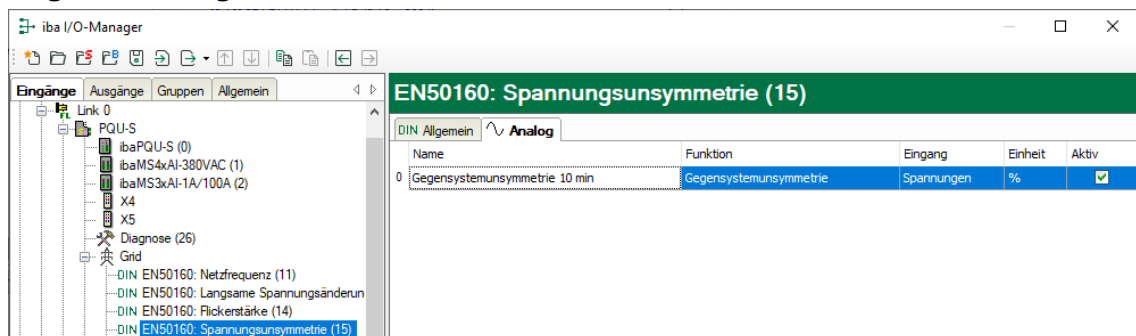 iba I/O-Manager
Eingänge Ausgänge Gruppen Allgemein
Link 0
PQU-S
ibaPQU-S (0)
ibaMS4xAI-380VAC (1)
ibaMS3xAI-1A/100A (2)
X4
X5
Diagnose (26)
Grid
DIN EN50160: Netzfrequenz (11)
DIN EN50160: Langsame Spannungsänderun
DIN EN50160: Flickerstärke (14)
DIN EN50160: Spannungsunsymmetrie (15)
EN50160: Spannungsunsymmetrie (15)
DIN Allgemein Analog
Name Funktion Eingang Einheit Aktiv
0 Gegensystemunsymmetrie 10 min Gegensystemunsymmetrie Spannungen %